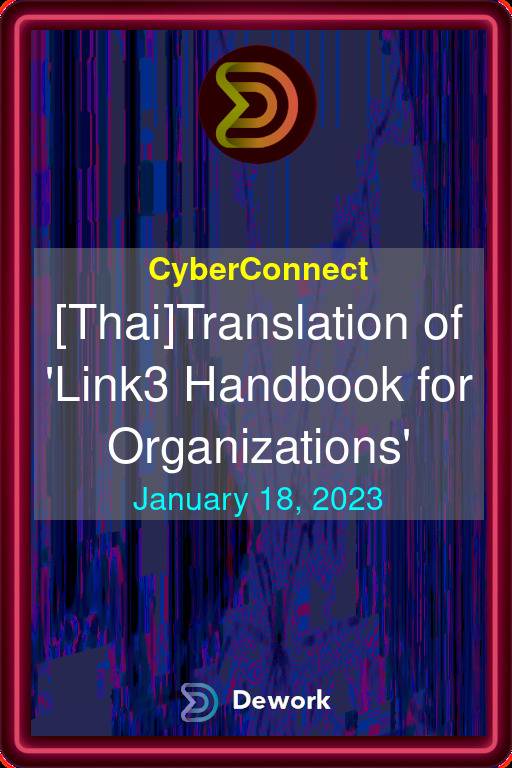 CyberConnect
[Thai]Translation of
'Link3 Handbook for
Organizations'
January 18, 2023
Dework